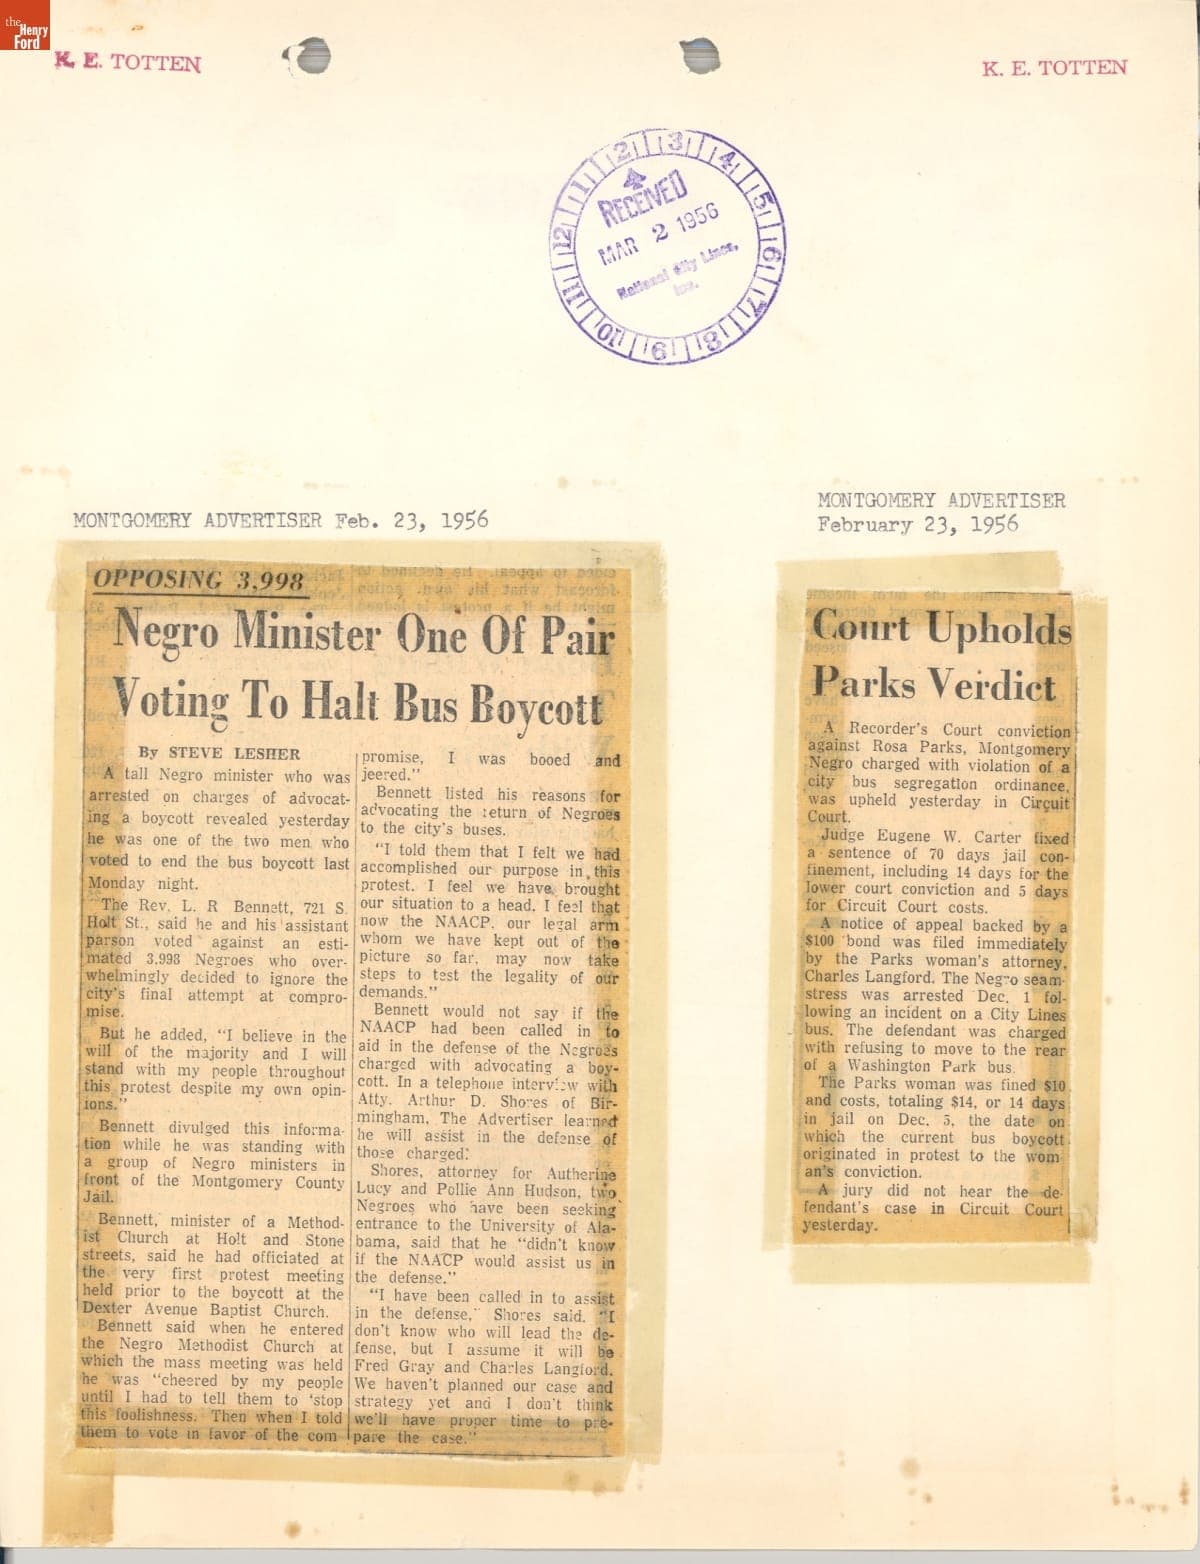 the
Henry
Ford
K. E. TOTTEN
K. E. TOTTEN
12 1 2 3 4 5 6 7 8 9 10 11
RECEIVED
MAR 2 1956
National City Lines,
Inc.
MONTGOMERY ADVERTISER Feb. 23, 1956
OPPOSING 3,998
Negro Minister One Of Pair
Voting To Halt Bus Boycott
By STEVE LESHER
A tall Negro minister who was
arrested on charges of advocat-
ing a boycott revealed yesterday
he was one of the two men who
voted to end the bus boycott last
Monday night.
The Rev. L. R Bennett, 721 S.
Holt St., said he and his assistant
parson voted against an esti-
mated 3,998 Negroes who over-
whelmingly decided to ignore the
city's final attempt at compro-
mise.
But he added, "I believe in the
will of the majority and I will
stand with my people throughout
this protest despite my own opin-
ions."
Bennett divulged this informa-
tion while he was standing with
a group of Negro ministers in
front of the Montgomery County
Jail.
Bennett, minister of a Method-
ist Church at Holt and Stone
streets, said he had officiated at
the very first protest meeting
held prior to the boycott at the
Dexter Avenue Baptist Church.
Bennett said when he entered
the Negro Methodist Church at
which the mass meeting was held
he was "cheered by my people
until I had to tell them to 'stop
this foolishness. Then when I told
them to vote in favor of the com
promise, I was booed and
jeered."
Bennett listed his reasons for
advocating the return of Negroes
to the city's buses.
"I told them that I felt we had
accomplished our purpose in this
protest. I feel we have brought
our situation to a head. I feel that
now the NAACP, our legal arm
whom we have kept out of the
picture so far, may now take
steps to test the legality of our
demands."
Bennett would not say if the
NAACP had been called in to
aid in the defense of the Negroes
charged with advocating a boy-
cott. In a telephone interview with
Atty. Arthur D. Shores of Bir-
mingham, The Advertiser learned
he will assist in the defense of
those charged.
Shores, attorney for Autherine
Lucy and Pollie Ann Hudson, two
Negroes who have been seeking
entrance to the University of Ala-
bama, said that he "didn't know
if the NAACP would assist us in
the defense."
"I have been called in to assist
in the defense," Shores said. "I
don't know who will lead the de-
fense, but I assume it will be
Fred Gray and Charles Langford.
We haven't planned our case and
strategy yet and I don't think
we'll have proper time to pre-
pare the case."
MONTGOMERY ADVERTISER
February 23, 1956
Court Upholds
Parks Verdict
A Recorder's Court conviction
against Rosa Parks, Montgomery
Negro charged with violation of a
city bus segregation ordinance,
was upheld yesterday in Circuit
Court.
Judge Eugene W. Carter fixed
a sentence of 70 days jail con-
finement, including 14 days for the
lower court conviction and 5 days
for Circuit Court costs.
A notice of appeal backed by a
$100 bond was filed immediately
by the Parks woman's attorney,
Charles Langford. The Negro seam-
stress was arrested Dec. 1 fol-
lowing an incident on a City Lines
bus. The defendant was charged
with refusing to move to the rear
of a Washington Park bus.
The Parks woman was fined $10
and costs, totaling $14, or 14 days
in jail on Dec. 5, the date on
which the current bus boycott
originated in protest to the wom-
an's conviction.
A jury did not hear the de-
fendant's case in Circuit Court
yesterday.